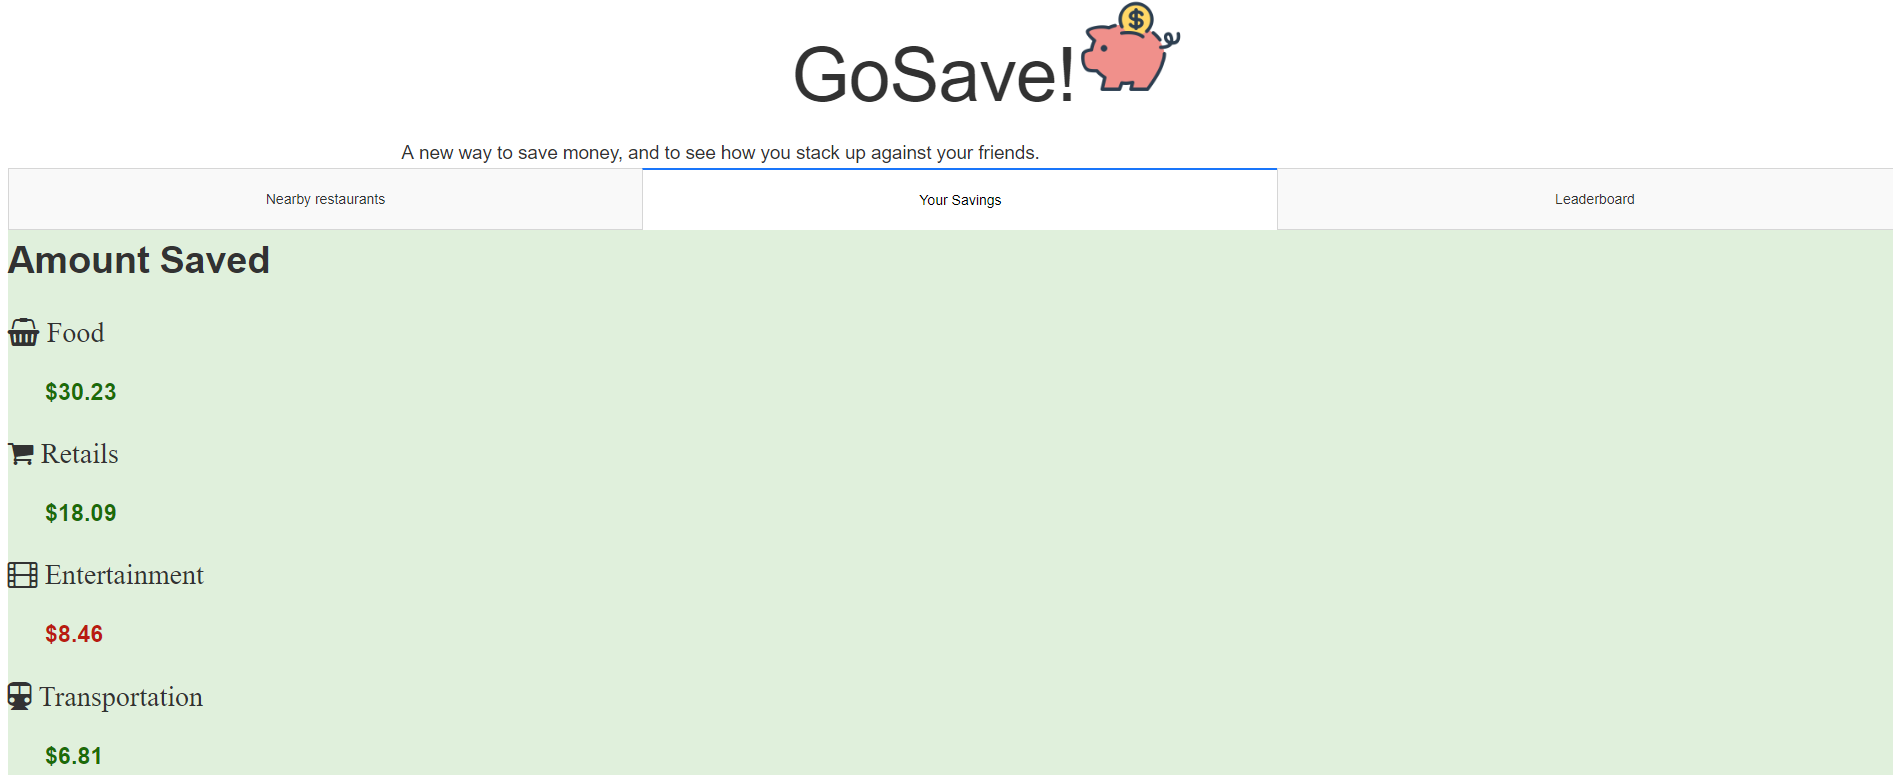 $
GoSave!
A new way to save money, and to see how you stack up against your friends.
Nearby restaurants
Your Savings
Leaderboard
Amount Saved
Food
$30.23
Retails
$18.09
Entertainment
$8.46
Transportation
$6.81